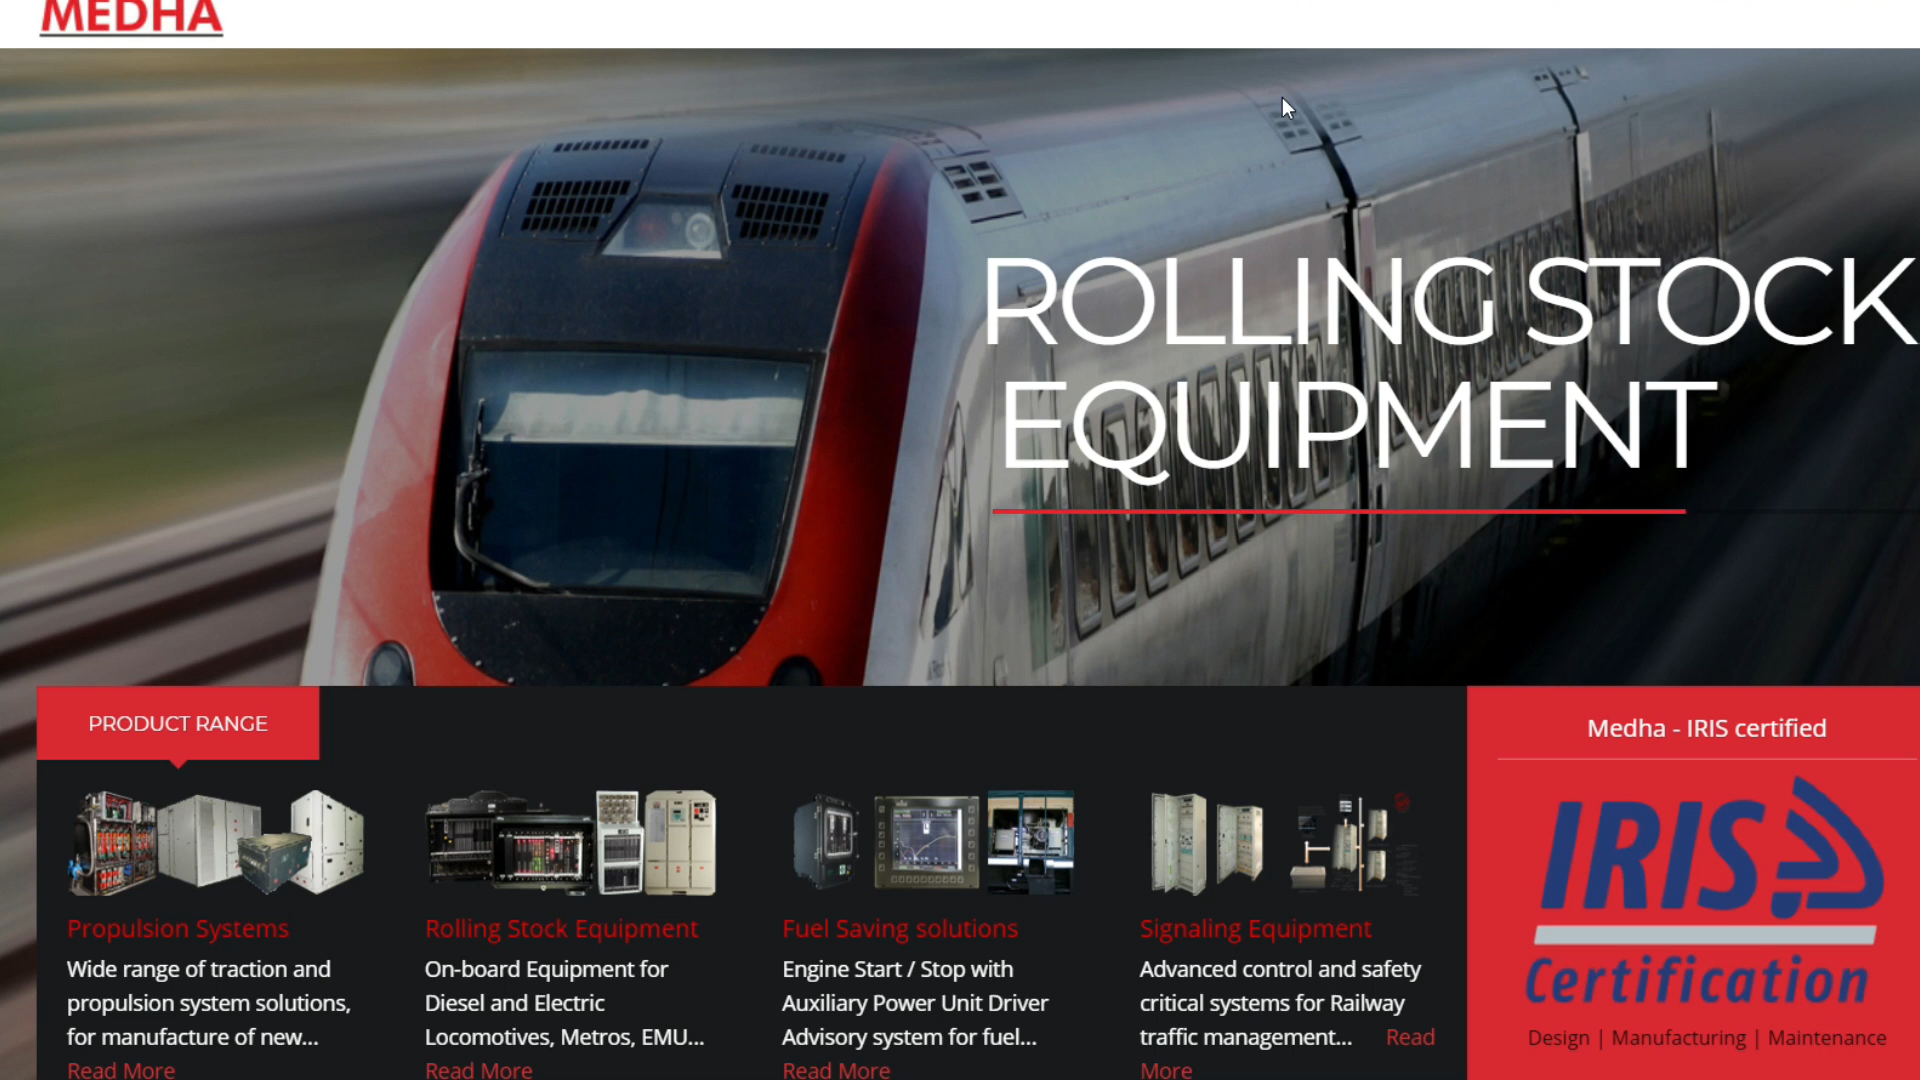 MEDHA
ROLLING STOCK
EQUIPMENT
PRODUCT RANGE
Propulsion Systems
Wide range of traction and
propulsion system solutions,
for manufacture of new...
Read More
Rolling Stock Equipment
On-board Equipment for
Diesel and Electric
Locomotives, Metros, EMU...
Read More
Fuel Saving solutions
Engine Start / Stop with
Auxiliary Power Unit Driver
Advisory system for fuel...
Read More
Signaling Equipment
Advanced control and safety
critical systems for Railway
traffic management... Read
More
Medha - IRIS certified
IRIS
Certification
Design | Manufacturing | Maintenance